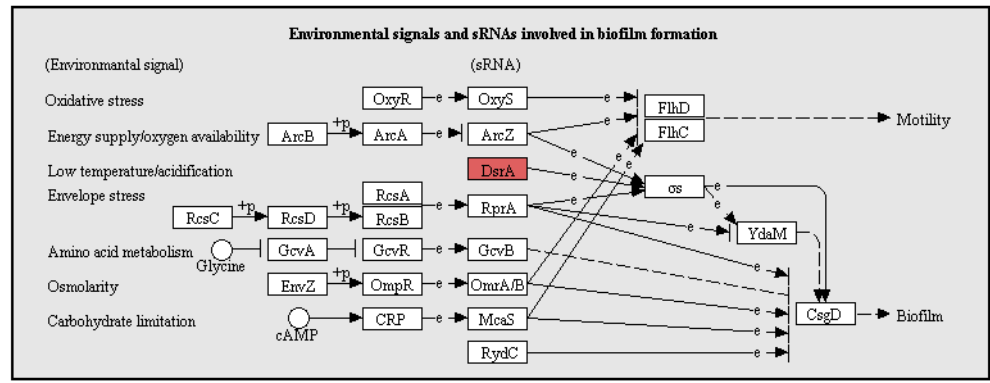 Environmental signals and sRNAs involved in biofilm formation
(Environmantal signal) (sRNA)
Oxidative stress OxyR e OxyS e FlhD
Energy supply/oxygen availability ArcB +p ArcA e ArcZ e FlhC Motility
e e e
Low temperature/acidification DsrA e
Envelope stress RcsA e σs e
RcsC +p RcsD +p RcsB e RprA e e
e YdaM
Amino acid metabolism Glycine GcvA GcvR e GcvB
e
Osmolarity EnvZ +p OmpR e OmrA/B
e CsgD Biofilm
Carbohydrate limitation cAMP CRP e McaS e
RydC e